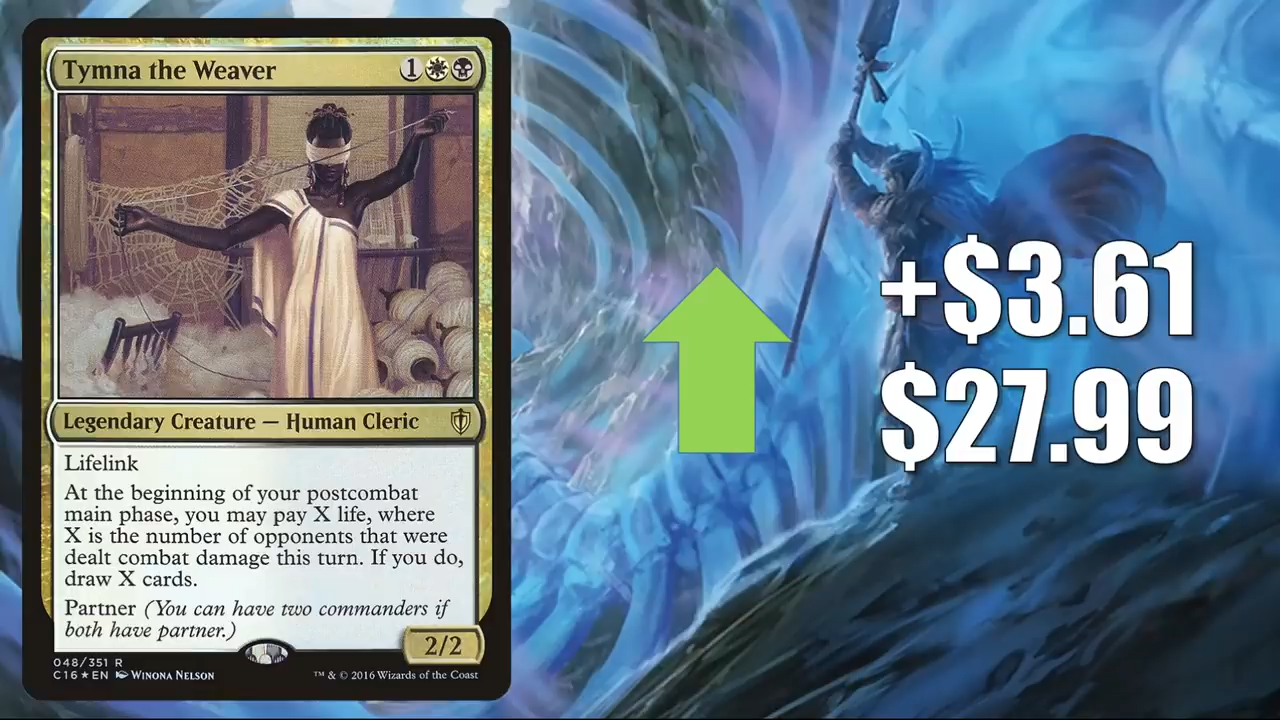 Tymna the Weaver
1
Legendary Creature — Human Cleric
Lifelink
At the beginning of your postcombat
main phase, you may pay X life, where
X is the number of opponents that were
dealt combat damage this turn. If you do,
draw X cards.
Partner (You can have two commanders if
both have partner.)
2/2
048/351 R
C16★EN Winona Nelson
™ & © 2016 Wizards of the Coast
+$3.61
$27.99